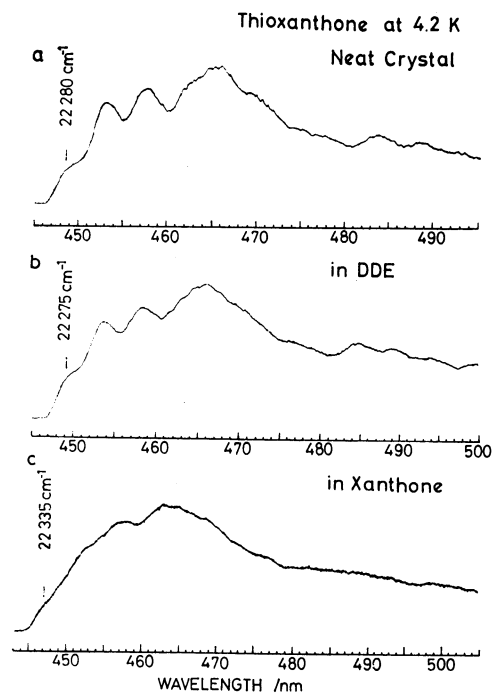 Thioxanthone at 4.2 K
Neat Crystal
a
22 280 cm⁻¹
450 460 470 480 490
b
in DDE
22 275 cm⁻¹
450 460 470 480 490 500
c
in Xanthone
22 335 cm⁻¹
450 460 470 480 490 500
WAVELENGTH /nm